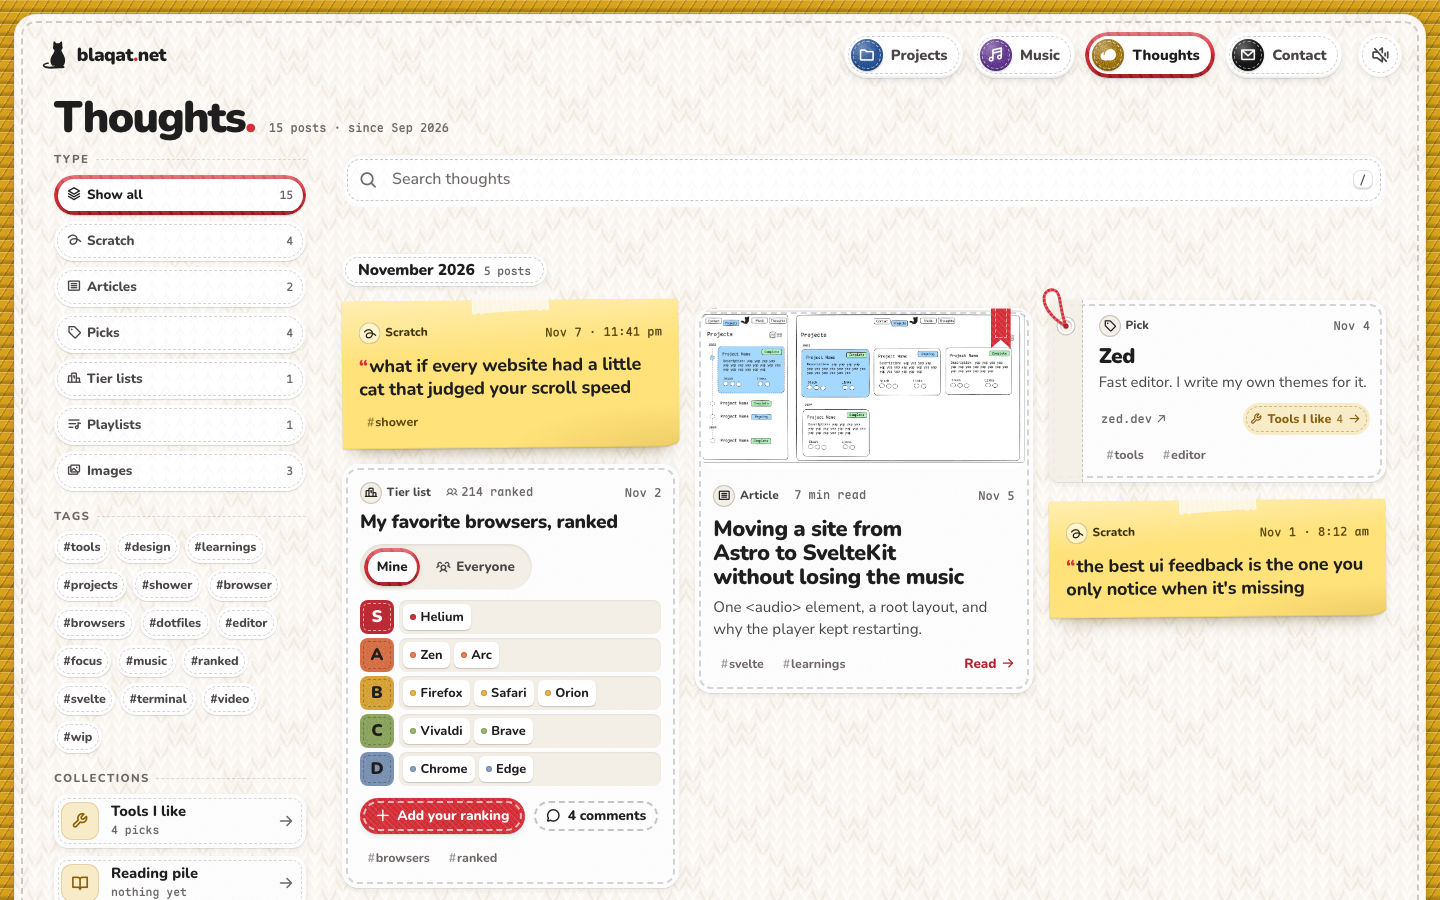 blaqat.net
Projects
Music
Thoughts
Contact
Thoughts.
15 posts · since Sep 2026
TYPE
Show all 15
Scratch 4
Articles 2
Picks 4
Tier lists 1
Playlists 1
Images 3
TAGS
#tools #design #learnings
#projects #shower #browser
#browsers #dotfiles #editor
#focus #music #ranked
#svelte #terminal #video
#wip
COLLECTIONS
Tools I like
4 picks
Reading pile
nothing yet
Search thoughts /
November 2026 5 posts
Scratch Nov 7 · 11:41 pm
“what if every website had a little
cat that judged your scroll speed
#shower
Tier list 214 ranked Nov 2
My favorite browsers, ranked
Mine Everyone
S Helium
A Zen Arc
B Firefox Safari Orion
C Vivaldi Brave
D Chrome Edge
Add your ranking 4 comments
#browsers #ranked
Projects
Project Name
Projects
Project Name
Article 7 min read Nov 5
Moving a site from
Astro to SvelteKit
without losing the music
One <audio> element, a root layout, and
why the player kept restarting.
#svelte #learnings Read →
Pick Nov 4
Zed
Fast editor. I write my own themes for it.
zed.dev ↗ Tools I like 4 →
#tools #editor
Scratch Nov 1 · 8:12 am
“the best ui feedback is the one you
only notice when it's missing